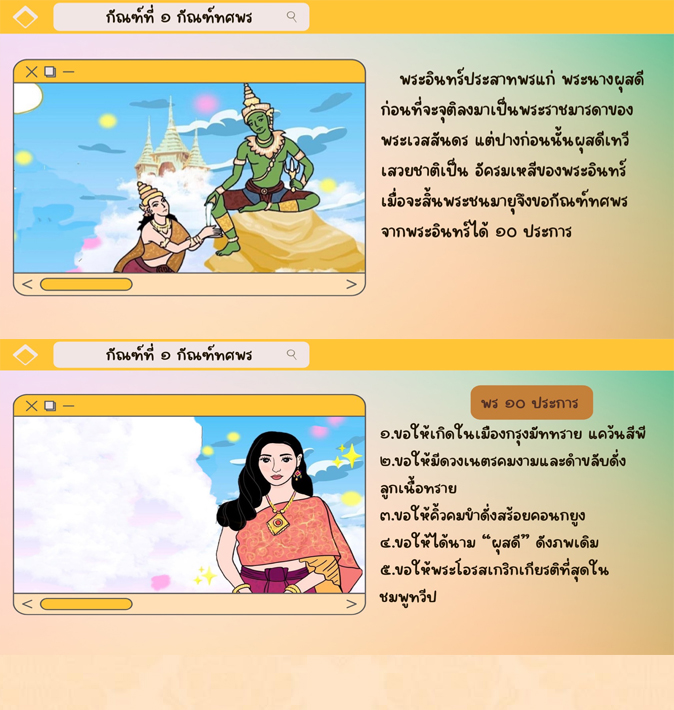 กัณฑ์ที่ ๑ กัณฑ์ทศพร
พระอินทร์ประสาทพรแก่ พระนางผุสดี
ก่อนที่จะจุติลงมาเป็นพระราชมารดาของ
พระเวสสันดร แต่ปางก่อนนั้นผุสดีเทวี
เสวยชาติเป็น อัครมเหสีของพระอินทร์
เมื่อจะสิ้นพระชนมายุจึงขอกัณฑ์ทศพร
จากพระอินทร์ได้ ๑๐ ประการ
กัณฑ์ที่ ๑ กัณฑ์ทศพร
พร ๑๐ ประการ
๑.ขอให้เกิดในเมืองกรุงมัททราย แคว้นสีพี
๒.ขอให้มีดวงเนตรคมงามและดำขลับดั่ง
ลูกเนื้อทราย
๓.ขอให้คิ้วคมขำดั่งสร้อยคอนกยูง
๔.ขอให้ได้นาม “ผุสดี” ดังภพเดิม
๕.ขอให้พระโอรสเกริกเกียรติที่สุดใน
ชมพูทวีป